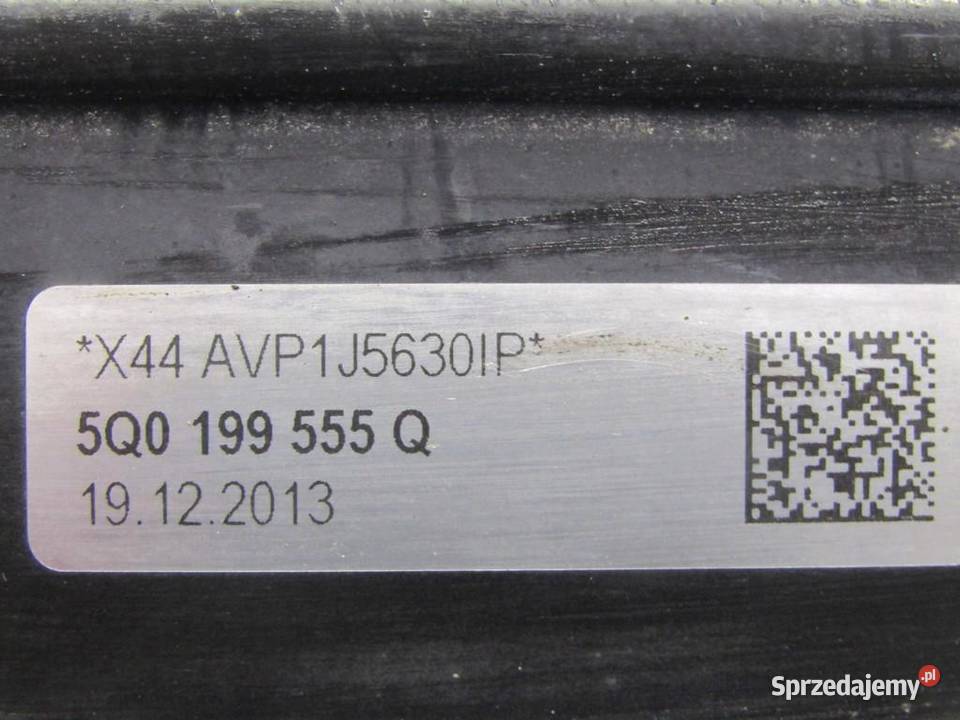 *X44 AVP1J5630IP*
5Q0 199 555 Q
19.12.2013
Sprzedajemy.pl